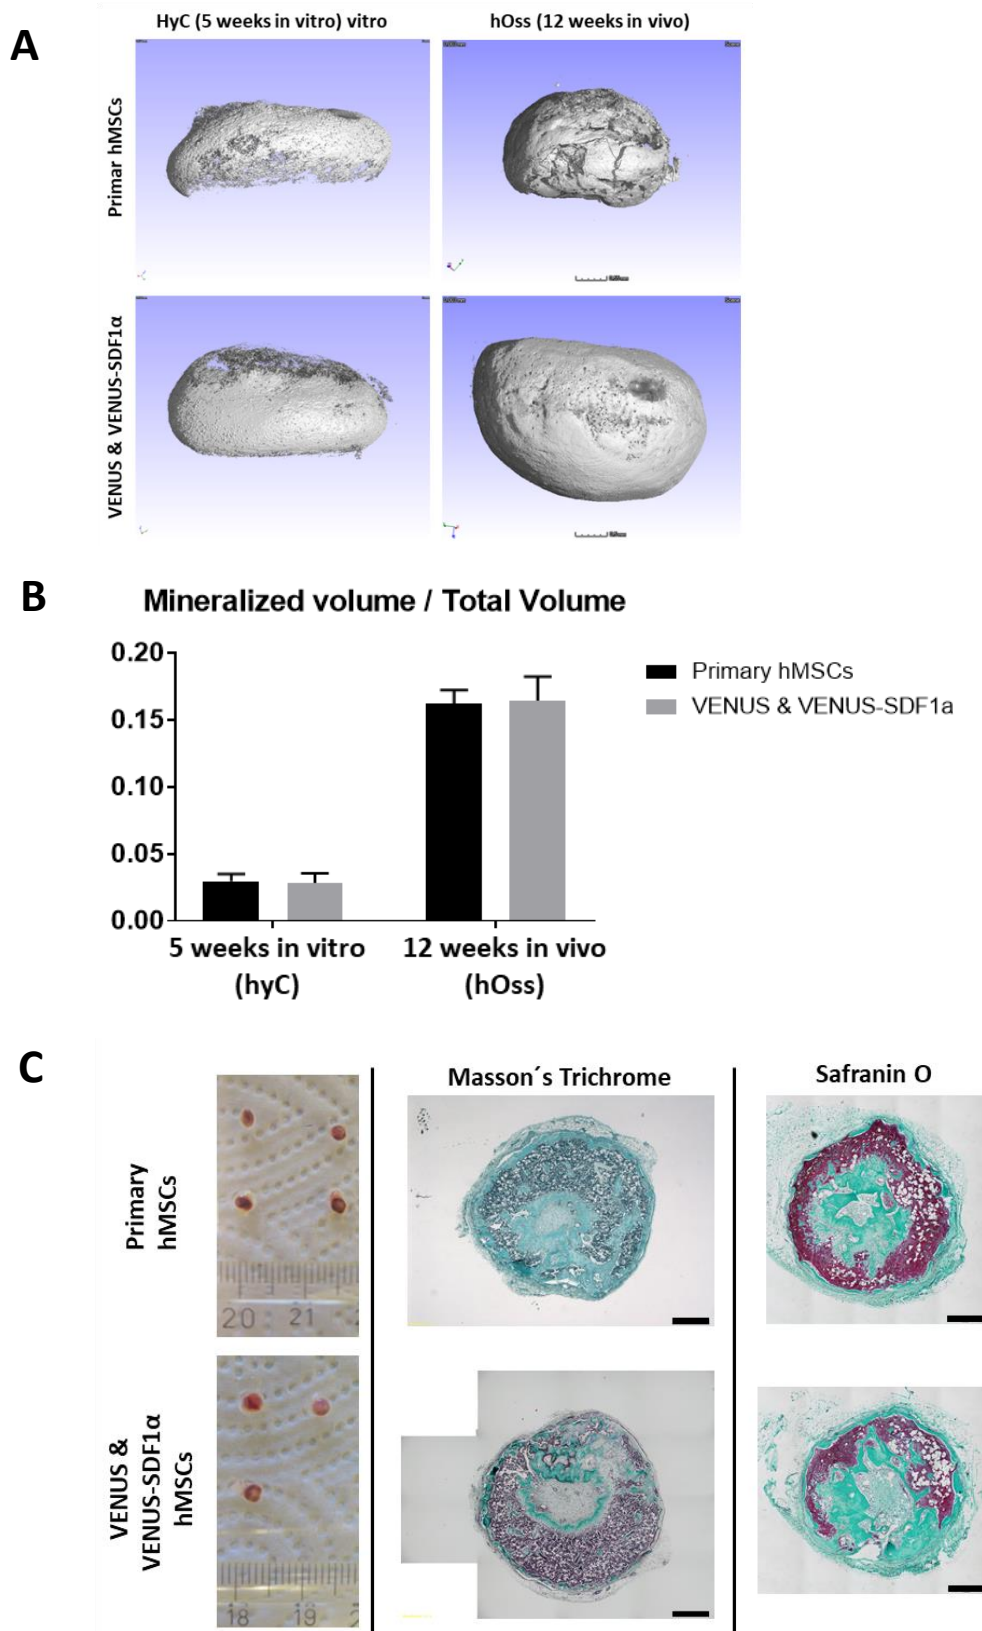 A
HyC (5 weeks in vitro) vitro
hOss (12 weeks in vivo)
Primar hMSCs
VENUS & VENUS-SDF1α
B
Mineralized volume / Total Volume
0.20
0.15
0.10
0.05
0.00
Primary hMSCs
VENUS & VENUS-SDF1a
5 weeks in vitro
(hyC)
12 weeks in vivo
(hOss)
C
Masson´s Trichrome
Safranin O
Primary
hMSCs
20 21
VENUS &
VENUS-SDF1α
hMSCs
18 19